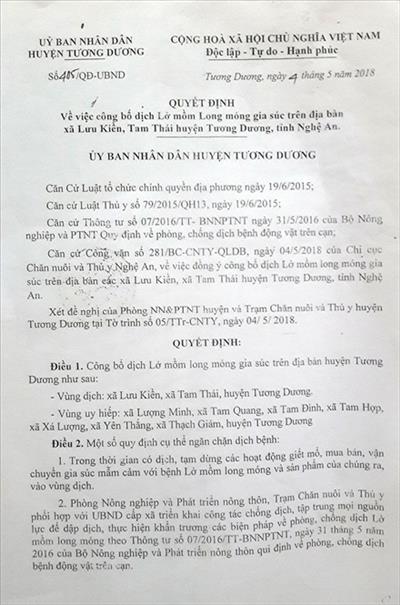 ỦY BAN NHÂN DÂN
HUYỆN TƯƠNG DƯƠNG
CỘNG HOÀ XÃ HỘI CHỦ NGHĨA VIỆT NAM
Độc lập - Tự do - Hạnh phúc
Số: /QĐ-UBND
Tương Dương, ngày 4 tháng 5 năm 2018
QUYẾT ĐỊNH
Về việc công bố dịch Lở mồm Long móng gia súc trên địa bàn
xã Lưu Kiền, Tam Thái huyện Tương Dương, tỉnh Nghệ An.
ỦY BAN NHÂN DÂN HUYỆN TƯƠNG DƯƠNG
Căn Cứ Luật tổ chức chính quyền địa phương ngày 19/6/2015;
Căn cứ Luật Thú y số 79/2015/QH13, ngày 19/6/2015;
Căn cứ Thông tư số 07/2016/TT- BNNPTNT ngày 31/5/2016 của Bộ Nông
nghiệp và PTNT Quy định về phòng, chống dịch bệnh động vật trên cạn;
Căn cứ Công văn số 281/BC-CNTY-QLDB, ngày 04/5/2018 của Chi cục
Chăn nuôi và Thú y Nghệ An, về việc đồng ý công bố dịch Lở mồm long móng gia
súc trên địa bàn các xã Lưu Kiền, xã Tam Thái huyện Tương Dương, tỉnh Nghệ
An.
Xét đề nghị của Phòng NN&PTNT huyện và Trạm Chăn nuôi và Thú y huyện
Tương Dương tại Tờ trình số 05/TTr-CNTY, ngày 04/ 5/ 2018.
QUYẾT ĐỊNH:
Điều 1. Công bố dịch Lở mồm long móng gia súc trên địa bàn huyện Tương
Dương như sau:
- Vùng dịch: xã Lưu Kiền, xã Tam Thái, huyện Tương Dương.
- Vùng uy hiếp: xã Lượng Minh, xã Tam Quang, xã Tam Đình, xã Tam Hợp,
xã Xá Lượng, xã Yên Thắng, xã Thạch Giám, huyện Tương Dương
Điều 2. Một số quy định cụ thể ngăn chặn dịch bệnh:
1. Trong thời gian có dịch, tạm dừng các hoạt động giết mổ, mua bán, vận
chuyển gia súc mẫm cảm với bệnh Lở mồm long móng và sản phẩm của chúng ra,
vào vùng dịch.
2. Phòng Nông nghiệp và Phát triển nông thôn, Trạm Chăn nuôi và Thú y
phối hợp với UBND cấp xã triển khai công tác chống dịch, tập trung mọi nguồn
lực để dập dịch, thực hiện khẩn trương các biện pháp về phòng, chống dịch Lở
mồm long móng theo Thông tư số 07/2016/TT-BNNPTNT, ngày 31 tháng 5 năm
2016 của Bộ Nông nghiệp và Phát triển nông thôn qui định về phòng, chống dịch
bệnh động vật trên cạn.